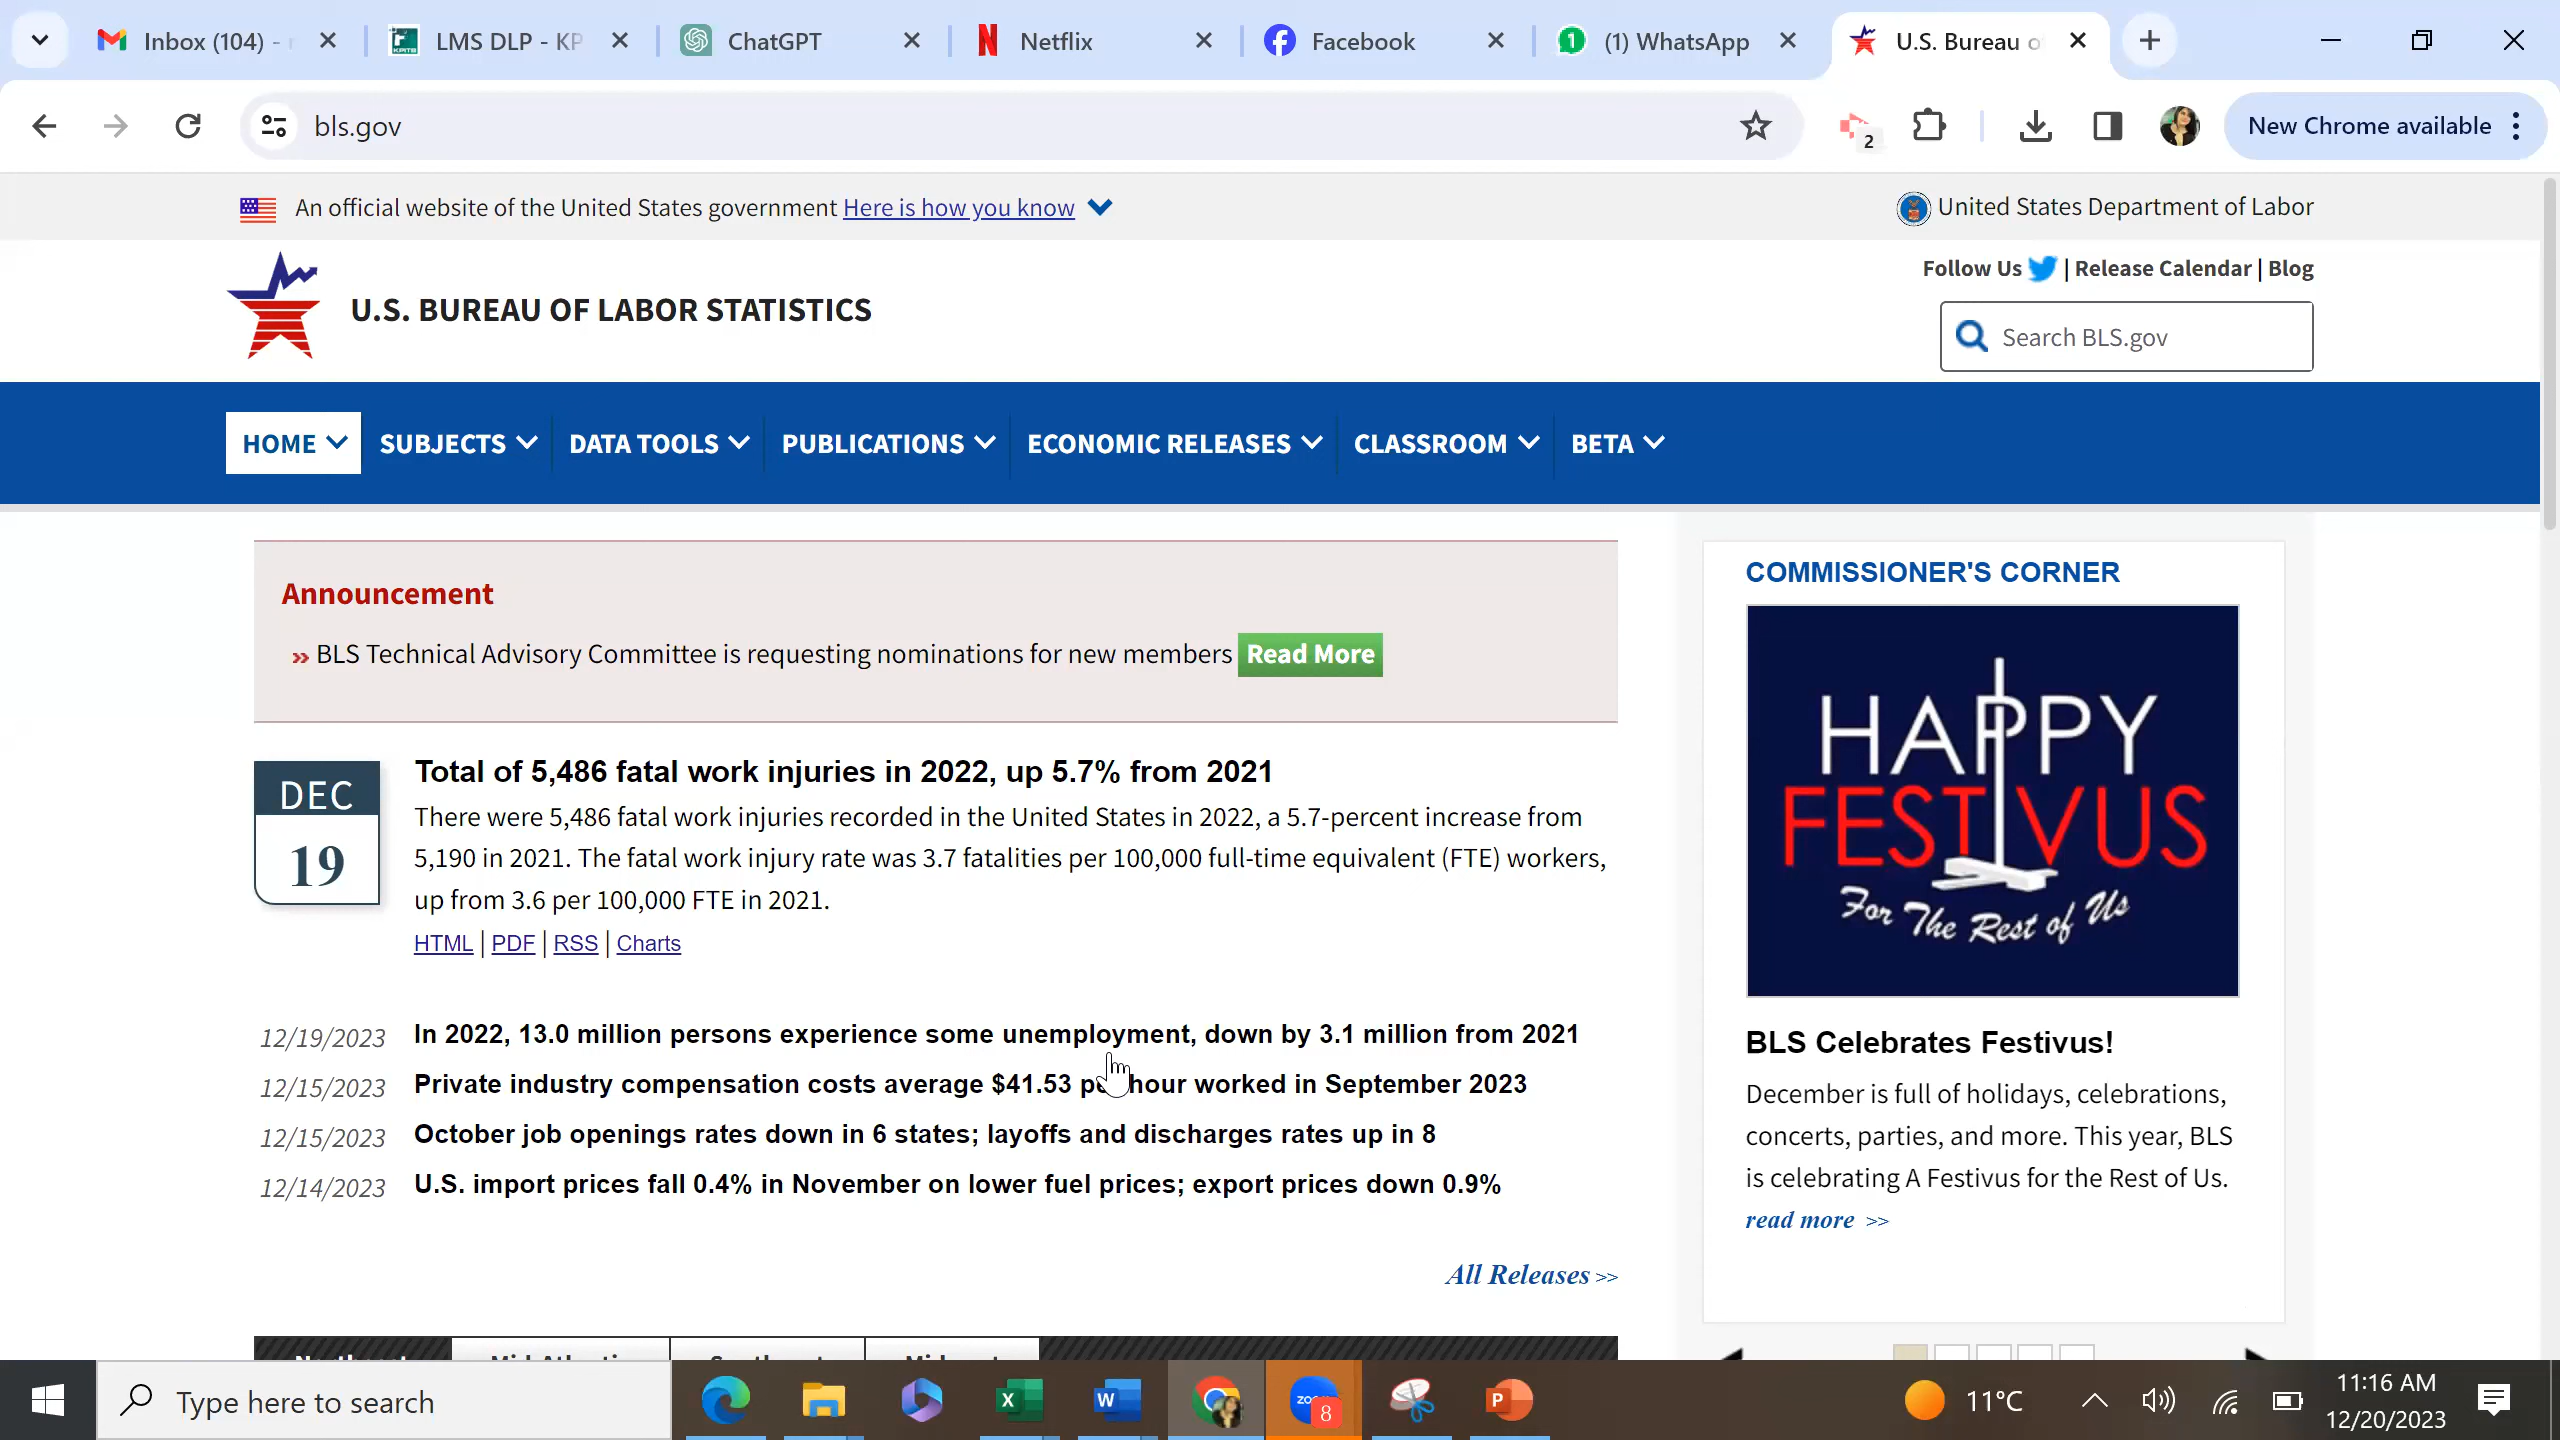 Inbox (104) -
LMS DLP - KP
ChatGPT
Netflix
Facebook
1
(1) WhatsApp
U.S. Bureau o
bls.gov
2
New Chrome available
An official website of the United States government Here is how you know
United States Department of Labor
Follow Us | Release Calendar | Blog
U.S. BUREAU OF LABOR STATISTICS
Search BLS.gov
HOME
SUBJECTS
DATA TOOLS
PUBLICATIONS
ECONOMIC RELEASES
CLASSROOM
BETA
Announcement
» BLS Technical Advisory Committee is requesting nominations for new members Read More
DEC
19
Total of 5,486 fatal work injuries in 2022, up 5.7% from 2021
There were 5,486 fatal work injuries recorded in the United States in 2022, a 5.7-percent increase from
5,190 in 2021. The fatal work injury rate was 3.7 fatalities per 100,000 full-time equivalent (FTE) workers,
up from 3.6 per 100,000 FTE in 2021.
HTML | PDF | RSS | Charts
12/19/2023 In 2022, 13.0 million persons experience some unemployment, down by 3.1 million from 2021
12/15/2023 Private industry compensation costs average $41.53 per hour worked in September 2023
12/15/2023 October job openings rates down in 6 states; layoffs and discharges rates up in 8
12/14/2023 U.S. import prices fall 0.4% in November on lower fuel prices; export prices down 0.9%
All Releases >>
COMMISSIONER'S CORNER
HAPPY
FESTIVUS
For The Rest of Us
BLS Celebrates Festivus!
December is full of holidays, celebrations,
concerts, parties, and more. This year, BLS
is celebrating A Festivus for the Rest of Us.
read more >>
Type here to search
8
11°C
11:16 AM
12/20/2023